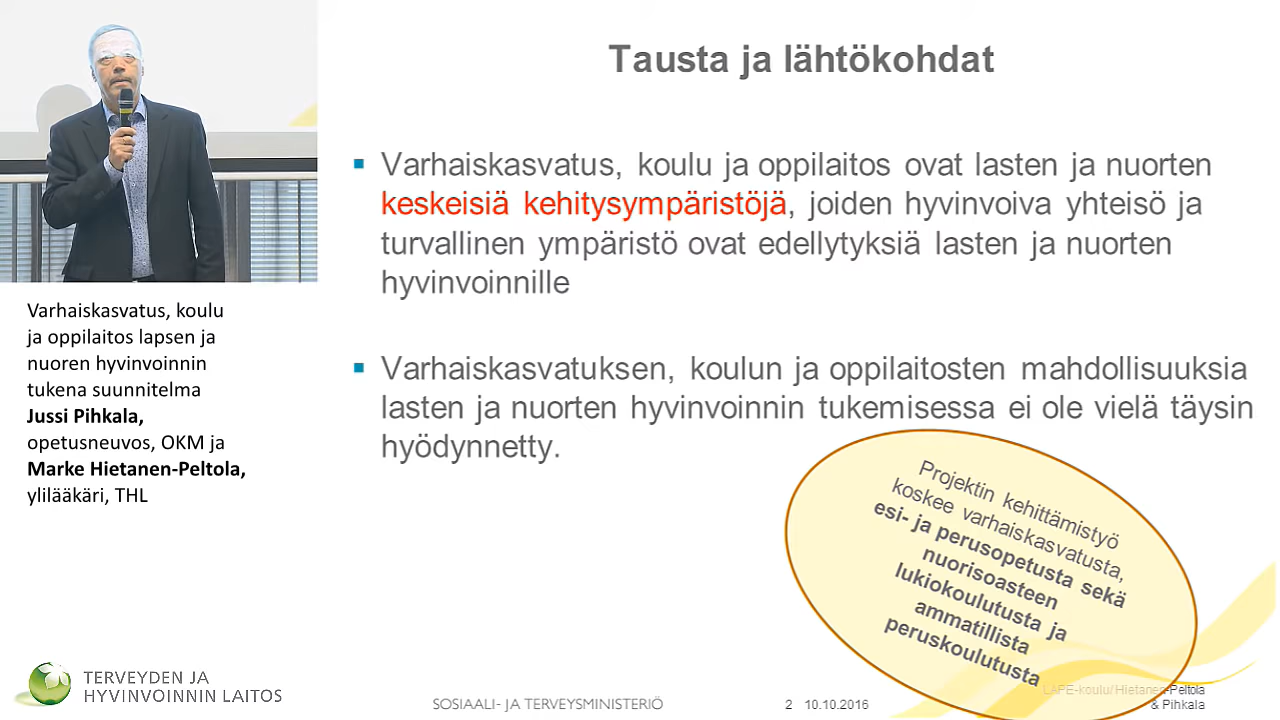 Tausta ja lähtökohdat
Varhaiskasvatus, koulu ja oppilaitos ovat lasten ja nuorten
keskeisiä kehitysympäristöjä, joiden hyvinvoiva yhteisö ja
turvallinen ympäristö ovat edellytyksiä lasten ja nuorten
hyvinvoinnille
Varhaiskasvatuksen, koulun ja oppilaitosten mahdollisuuksia
lasten ja nuorten hyvinvoinnin tukemisessa ei ole vielä täysin
hyödynnetty.
Projektin kehittämistyö
koskee varhaiskasvatusta,
esi- ja perusopetusta sekä
nuorisoasteen
lukiokoulutusta ja
ammatillista
peruskoulutusta
Varhaiskasvatus, koulu
ja oppilaitos lapsen ja
nuoren hyvinvoinnin
tukena suunnitelma
Jussi Pihkala,
opetusneuvos, OKM ja
Marke Hietanen-Peltola,
ylilääkäri, THL
TERVEYDEN JA
HYVINVOINNIN LAITOS
SOSIAALI- JA TERVEYSMINISTERIÖ
2 10.10.2016
LAPE-koulu/Hietanen-Peltola
& Pihkala